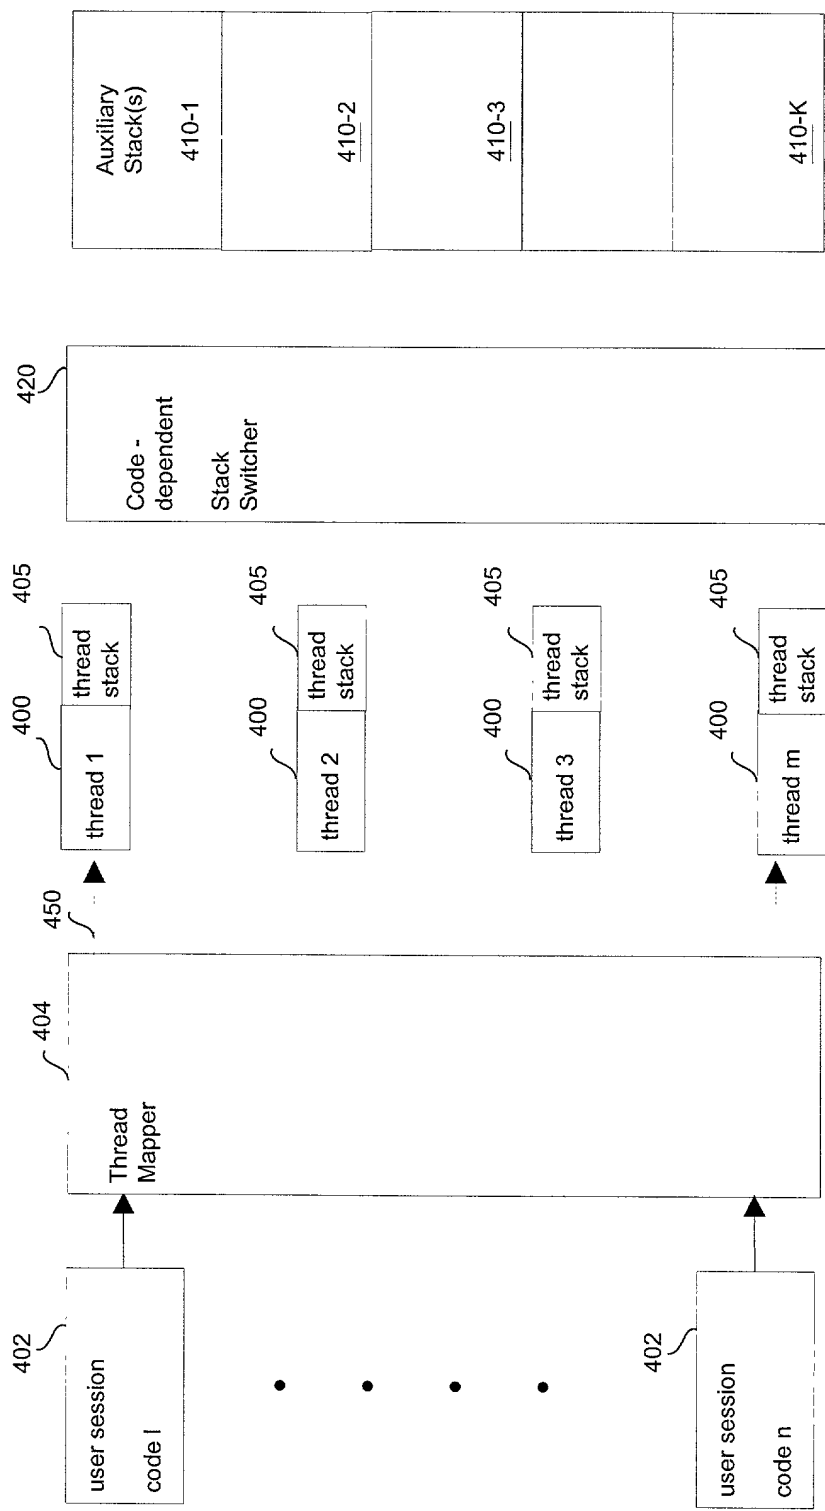 402
user session
code l
402
user session
code n
404
Thread
Mapper
450
400
405
thread 1
thread
stack
400
405
thread 2
thread
stack
400
405
thread 3
thread
stack
400
405
thread m
thread
stack
420
Code -
dependent
Stack
Switcher
Auxiliary
Stack(s)
410-1
410-2
410-3
410-K